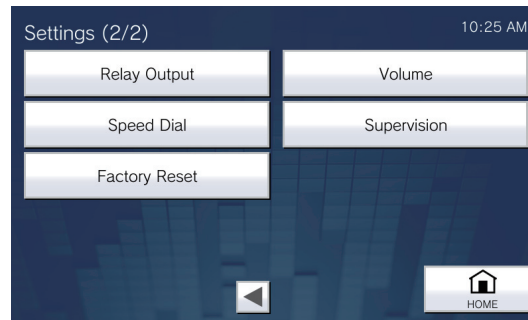 Settings (2/2)
10:25 AM
Relay Output
Volume
Speed Dial
Supervision
Factory Reset
HOME